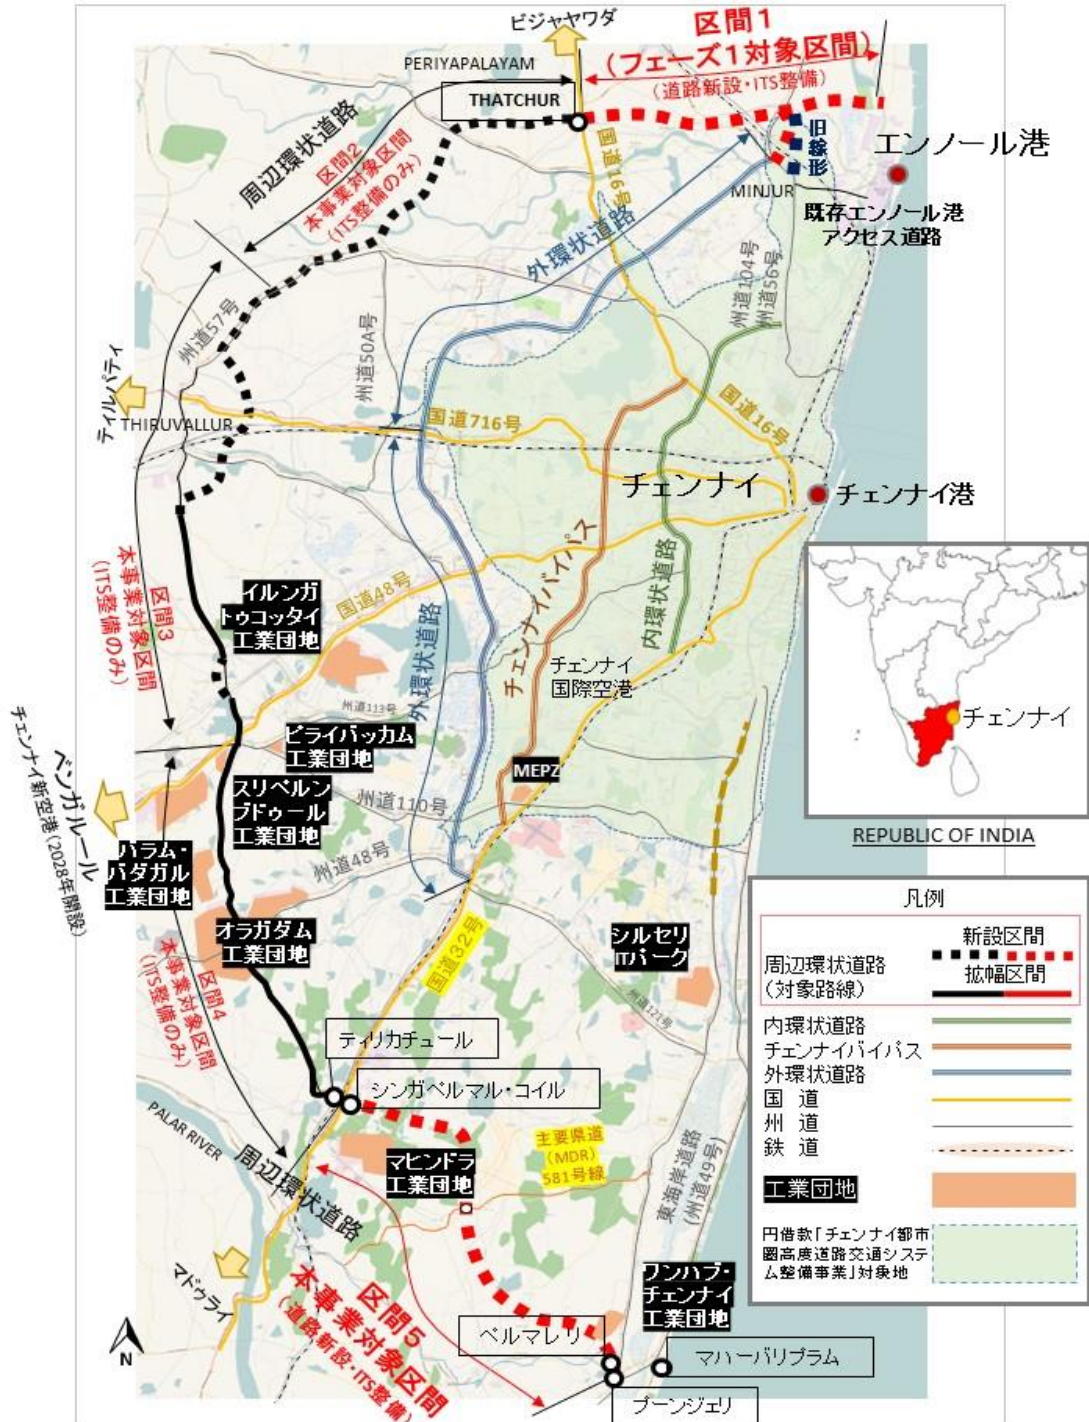 ビジャヤワダ
区間1
(フェーズ1対象区間)
(道路新設・ITS整備)
PERIYAPALAYAM
THATCHUR
周辺環状道路
区間2
本事業対象区間
(ITS整備のみ)
国道16号
旧線形
エンノール港
MINJUR
既存エンノール港
アクセス道路
外環状道路
州道104号
州道56号
州道57号
州道50A号
ティルパティ
THIRUVALLUR
国道716号
国道16号
チェンナイ
チェンナイ港
区間3
本事業対象区間
(ITS整備のみ)
イルンガ
トゥコッタイ
工業団地
国道48号
外環状道路
チェンナイバイパス
内環状道路
チェンナイ
国際空港
州道113号
ピライパッカム
工業団地
MEPZ
スリペルン
ブドゥール
工業団地
州道110号
ベンガルール
チェンナイ新空港(2028年開設)
バラム・
バダガル
工業団地
州道48号
オラガダム
工業団地
区間4
本事業対象区間
(ITS整備のみ)
国道32号
シルセリ
ITパーク
州道121号
ティリカチュール
シンガペルマル・コイル
PALAR RIVER
周辺環状道路
マヒンドラ
工業団地
主要県道
(MDR)
581号線
東海岸道路
(州道49号)
マドゥライ
区間5
本事業対象区間
(道路新設・ITS整備)
ワンハブ・
チェンナイ
工業団地
ベルマレリ
マハーバリプラム
プーンジェリ
N
チェンナイ
REPUBLIC OF INDIA
凡例
周辺環状道路
(対象路線)
新設区間
拡幅区間
内環状道路
チェンナイバイパス
外環状道路
国 道
州 道
鉄 道
工業団地
円借款「チェンナイ都市
圏高度道路交通システ
ム整備事業」対象地